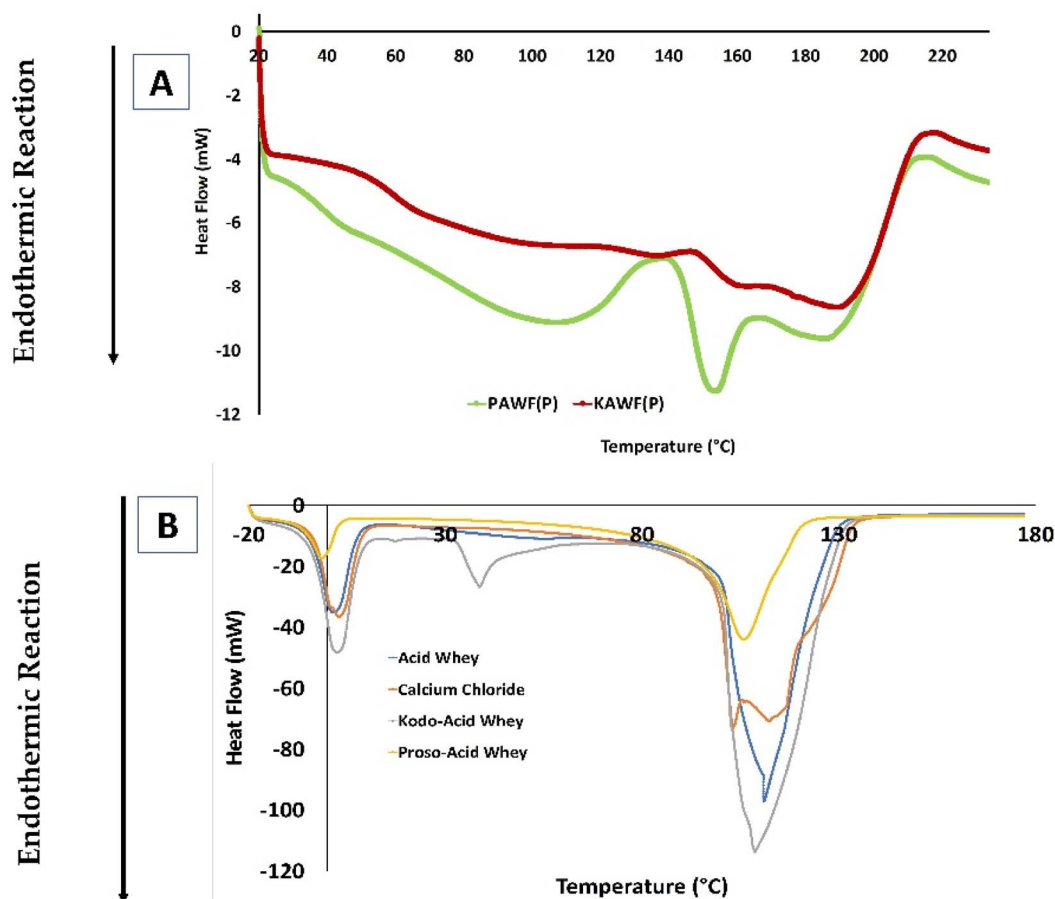 Endothermic Reaction
A
Heat Flow (mW)
0
-2
-4
-6
-8
-10
-12
20 40 60 80 100 120 140 160 180 200 220
PAWF(P) KAWF(P)
Temperature (°C)
Endothermic Reaction
B
Heat Flow (mW)
0
-20
-40
-60
-80
-100
-120
-20 30 80 130 180
Acid Whey
Calcium Chloride
Kodo-Acid Whey
Proso-Acid Whey
Temperature (°C)